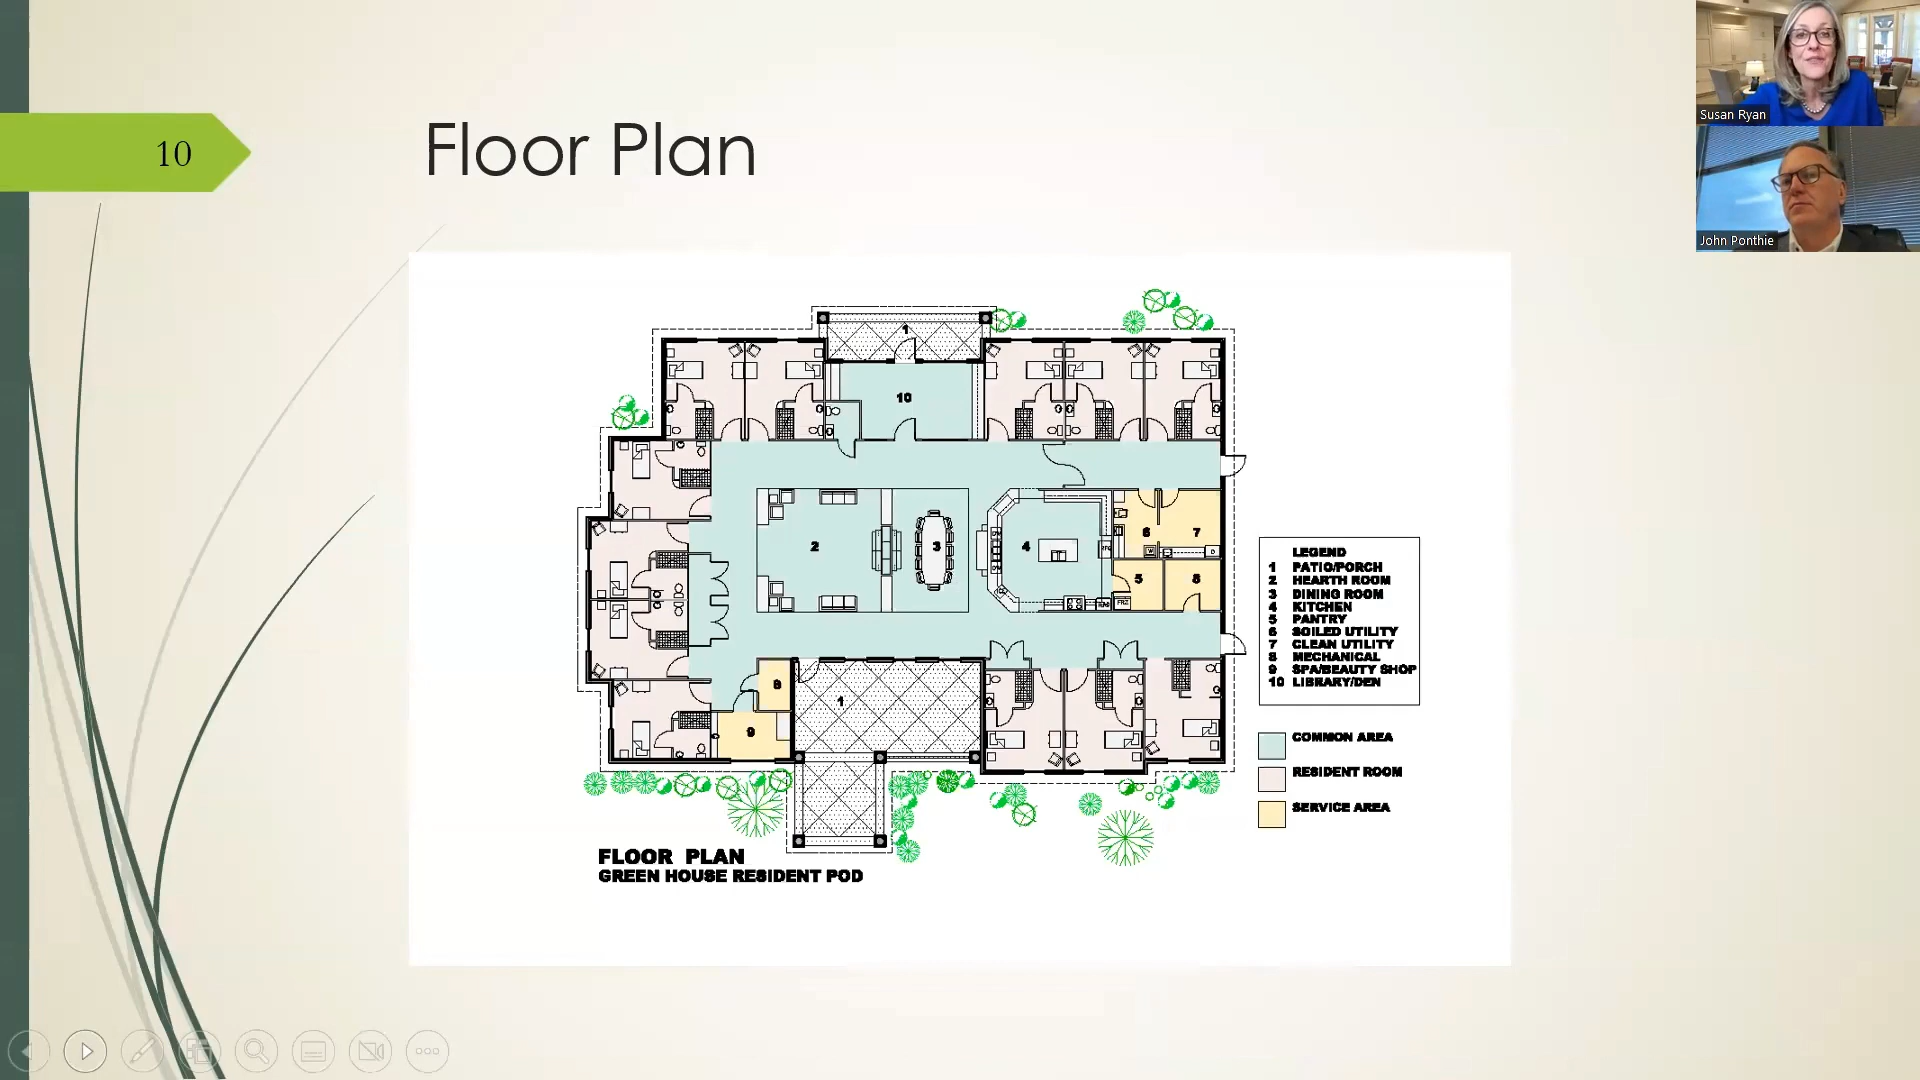 10
Floor Plan
Susan Ryan
John Ponthie
1
10
2
3
4
6
7
5
8
8
9
1
LEGEND
1 PATIO/PORCH
2 HEARTH ROOM
3 DINING ROOM
4 KITCHEN
5 PANTRY
6 SOILED UTILITY
7 CLEAN UTILITY
8 MECHANICAL
9 SPA/BEAUTY SHOP
10 LIBRARY/DEN
COMMON AREA
RESIDENT ROOM
SERVICE AREA
FLOOR PLAN
GREEN HOUSE RESIDENT POD